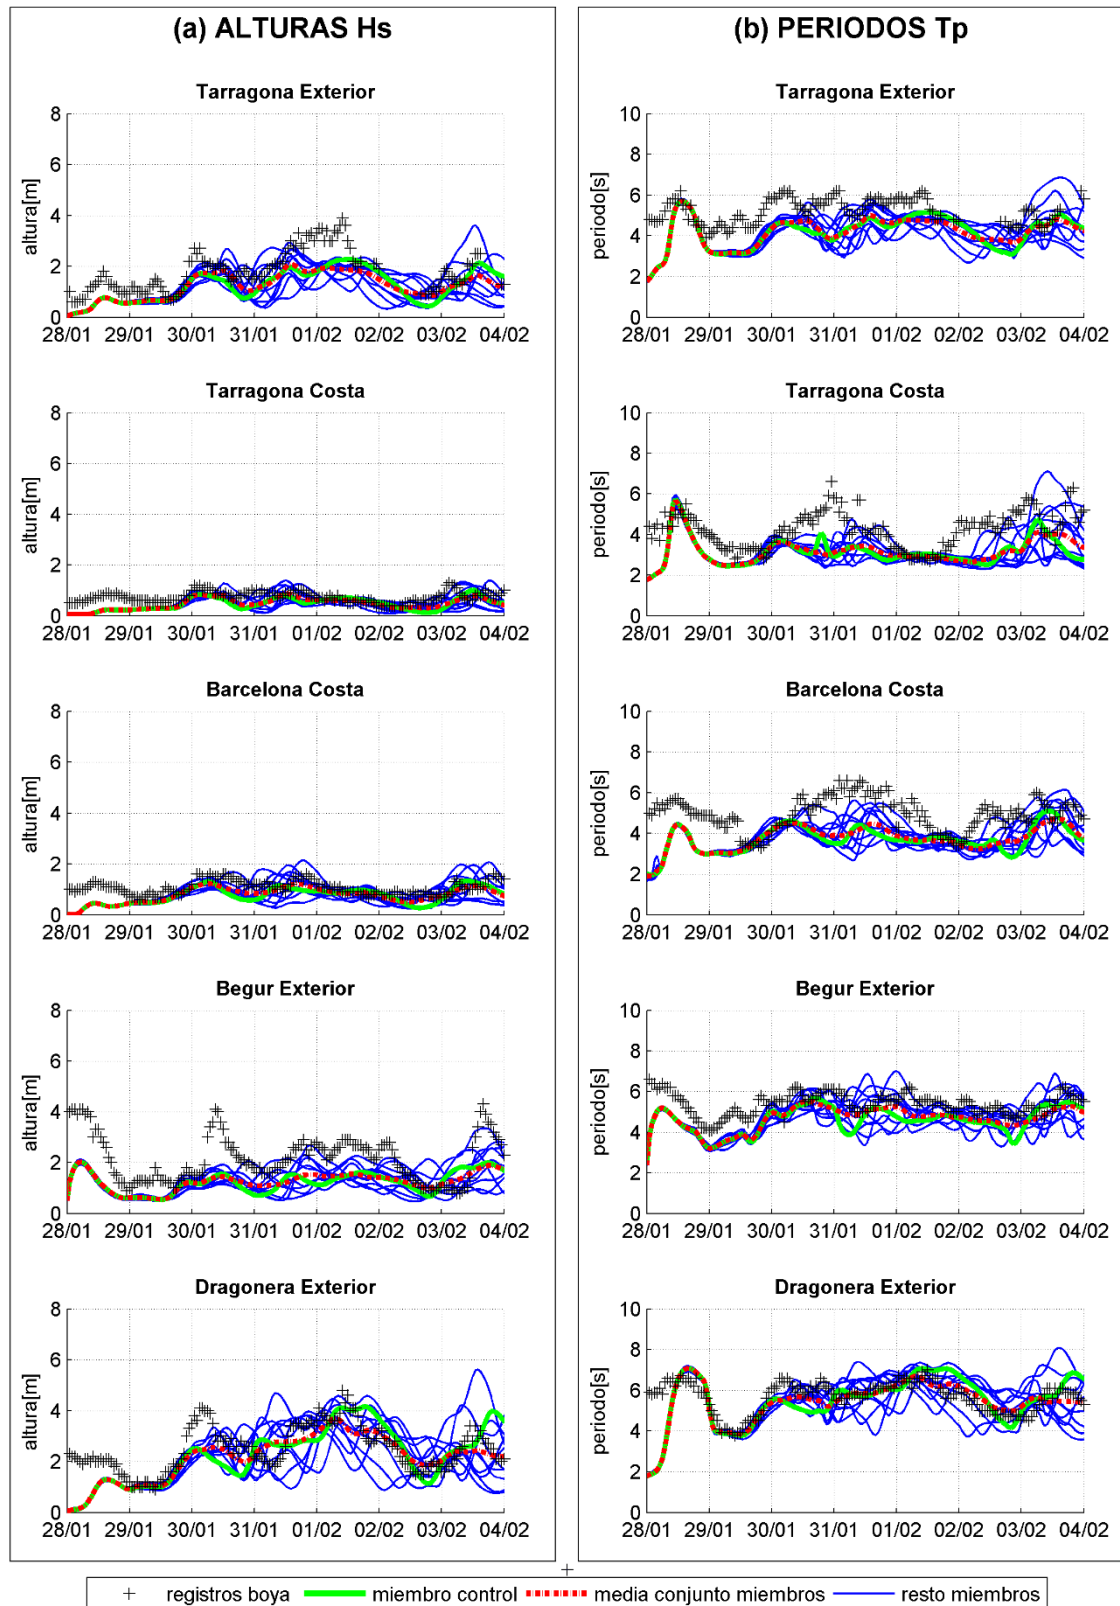 (a) ALTURAS Hs
Tarragona Exterior
altura[m]
8
6
4
2
0
28/01 29/01 30/01 31/01 01/02 02/02 03/02 04/02
Tarragona Costa
altura[m]
8
6
4
2
0
28/01 29/01 30/01 31/01 01/02 02/02 03/02 04/02
Barcelona Costa
altura[m]
8
6
4
2
0
28/01 29/01 30/01 31/01 01/02 02/02 03/02 04/02
Begur Exterior
altura[m]
8
6
4
2
0
28/01 29/01 30/01 31/01 01/02 02/02 03/02 04/02
Dragonera Exterior
altura[m]
8
6
4
2
0
28/01 29/01 30/01 31/01 01/02 02/02 03/02 04/02
(b) PERIODOS Tp
Tarragona Exterior
periodo[s]
10
8
6
4
2
0
28/01 29/01 30/01 31/01 01/02 02/02 03/02 04/02
Tarragona Costa
periodo[s]
10
8
6
4
2
0
28/01 29/01 30/01 31/01 01/02 02/02 03/02 04/02
Barcelona Costa
periodo[s]
10
8
6
4
2
0
28/01 29/01 30/01 31/01 01/02 02/02 03/02 04/02
Begur Exterior
periodo[s]
10
8
6
4
2
0
28/01 29/01 30/01 31/01 01/02 02/02 03/02 04/02
Dragonera Exterior
periodo[s]
10
8
6
4
2
0
28/01 29/01 30/01 31/01 01/02 02/02 03/02 04/02
registros boya miembro control media conjunto miembros resto miembros